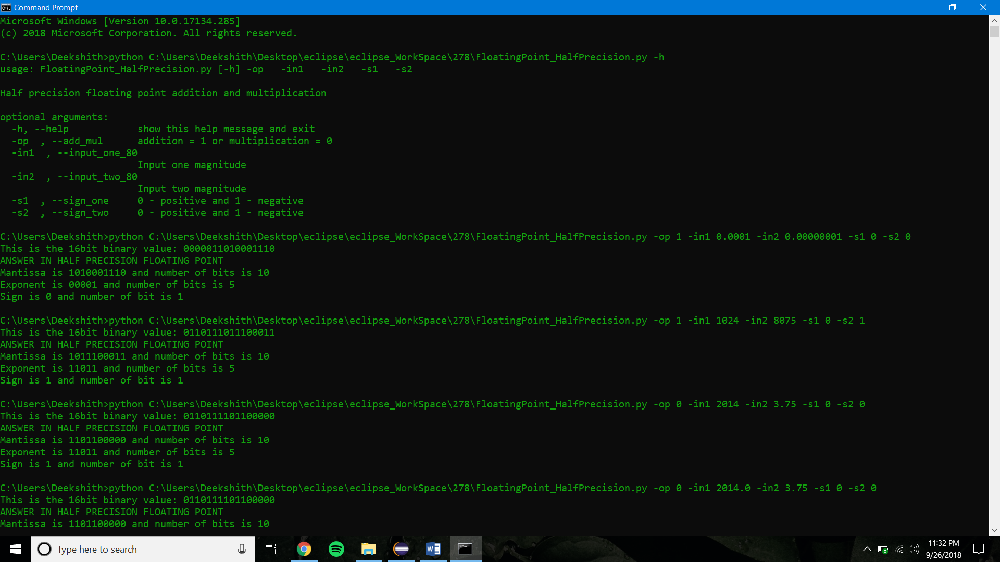 Command Prompt
Microsoft Windows [Version 10.0.17134.285]
(c) 2018 Microsoft Corporation. All rights reserved.
C:\Users\Deekshith>python C:\Users\Deekshith\Desktop\eclipse\eclipse_WorkSpace\278\FloatingPoint_HalfPrecision.py -h
usage: FloatingPoint_HalfPrecision.py [-h] -op   -in1   -in2   -s1   -s2
Half precision floating point addition and multiplication
optional arguments:
  -h, --help            show this help message and exit
  -op  , --add_mul      addition = 1 or multiplication = 0
  -in1  , --input_one_80
                        Input one magnitude
  -in2  , --input_two_80
                        Input two magnitude
  -s1  , --sign_one     0 - positive and 1 - negative
  -s2  , --sign_two     0 - positive and 1 - negative
C:\Users\Deekshith>python C:\Users\Deekshith\Desktop\eclipse\eclipse_WorkSpace\278\FloatingPoint_HalfPrecision.py -op 1 -in1 0.0001 -in2 0.00000001 -s1 0 -s2 0
This is the 16bit binary value: 0000011010001110
ANSWER IN HALF PRECISION FLOATING POINT
Mantissa is 1010001110 and number of bits is 10
Exponent is 00001 and number of bits is 5
Sign is 0 and number of bit is 1
C:\Users\Deekshith>python C:\Users\Deekshith\Desktop\eclipse\eclipse_WorkSpace\278\FloatingPoint_HalfPrecision.py -op 1 -in1 1024 -in2 8075 -s1 0 -s2 1
This is the 16bit binary value: 0110111011100011
ANSWER IN HALF PRECISION FLOATING POINT
Mantissa is 1011100011 and number of bits is 10
Exponent is 11011 and number of bits is 5
Sign is 1 and number of bit is 1
C:\Users\Deekshith>python C:\Users\Deekshith\Desktop\eclipse\eclipse_WorkSpace\278\FloatingPoint_HalfPrecision.py -op 0 -in1 2014 -in2 3.75 -s1 0 -s2 0
This is the 16bit binary value: 0110111101100000
ANSWER IN HALF PRECISION FLOATING POINT
Mantissa is 1101100000 and number of bits is 10
Exponent is 11011 and number of bits is 5
Sign is 1 and number of bit is 1
C:\Users\Deekshith>python C:\Users\Deekshith\Desktop\eclipse\eclipse_WorkSpace\278\FloatingPoint_HalfPrecision.py -op 0 -in1 2014.0 -in2 3.75 -s1 0 -s2 0
This is the 16bit binary value: 0110111101100000
ANSWER IN HALF PRECISION FLOATING POINT
Mantissa is 1101100000 and number of bits is 10
Type here to search
11:32 PM
9/26/2018